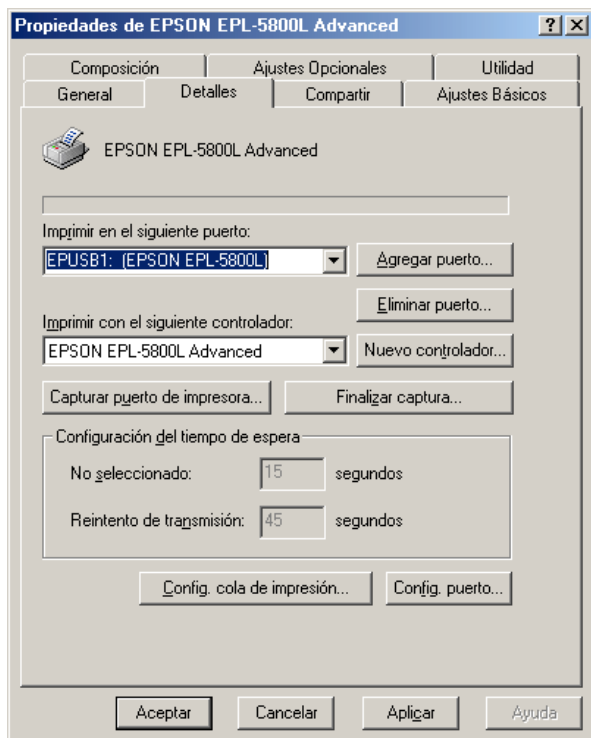 Propiedades de EPSON EPL-5800L Advanced
Composición Ajustes Opcionales Utilidad
General Detalles Compartir Ajustes Básicos
EPSON EPL-5800L Advanced
Imprimir en el siguiente puerto:
EPUSB1: (EPSON EPL-5800L) Agregar puerto...
Eliminar puerto...
Imprimir con el siguiente controlador:
EPSON EPL-5800L Advanced Nuevo controlador...
Capturar puerto de impresora... Finalizar captura...
Configuración del tiempo de espera
No seleccionado: 15 segundos
Reintento de transmisión: 45 segundos
Config. cola de impresión... Config. puerto...
Aceptar Cancelar Aplicar Ayuda